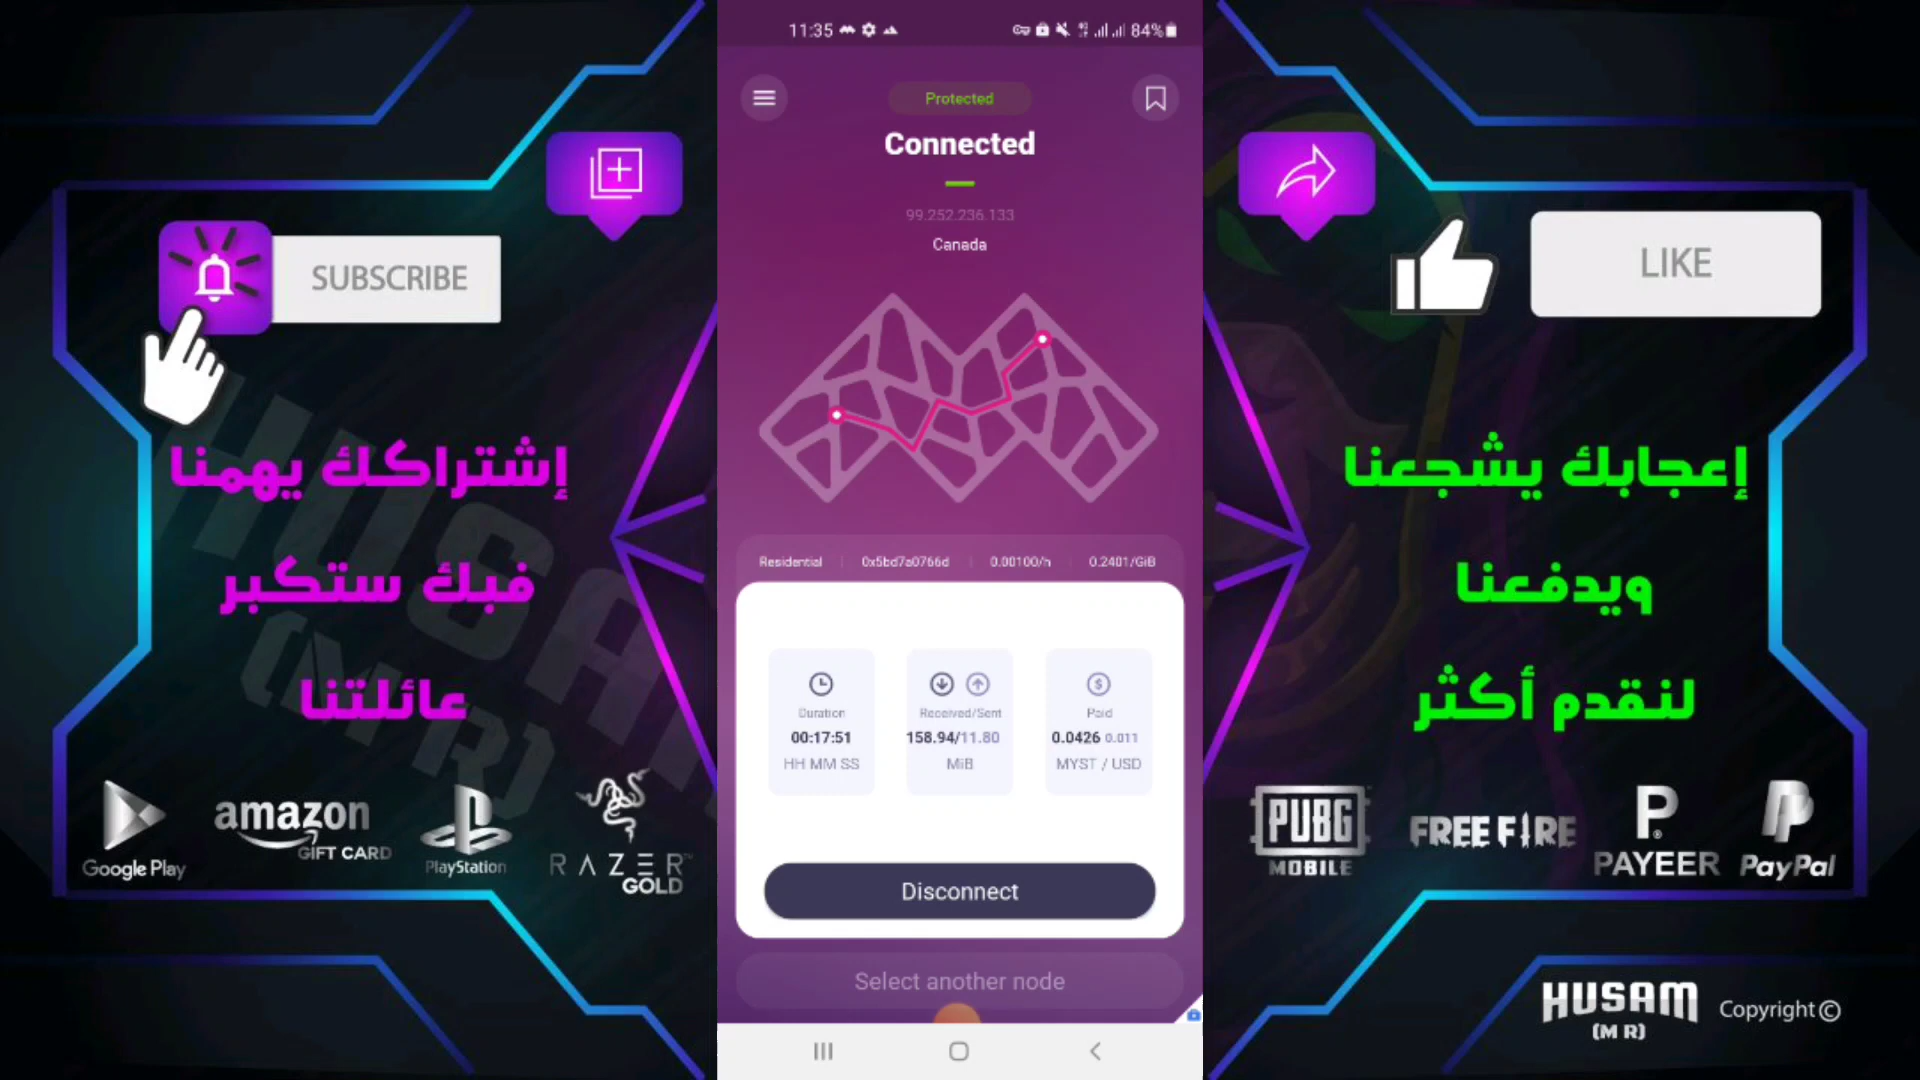 11:35
84%
Protected
Connected
99.252.236.133
Canada
Residential
0x5bd7a0766d
0.00100/h
0.2401/GiB
Duration
00:17:51
HH MM SS
Received/Sent
158.94/11.80
MiB
Paid
0.0426 0.011
MYST / USD
Disconnect
Select another node
SUBSCRIBE
إشتراكك يهمنا
فبك ستكبر
عائلتنا
HUSAM
(MR)
Google Play
amazon
GIFT CARD
PlayStation
RAZER
GOLD
LIKE
إعجابك يشجعنا
ويدفعنا
لنقدم أكثر
PUBG
MOBILE
FREE FIRE
PAYEER
PayPal
HUSAM
(M R)
Copyright ©